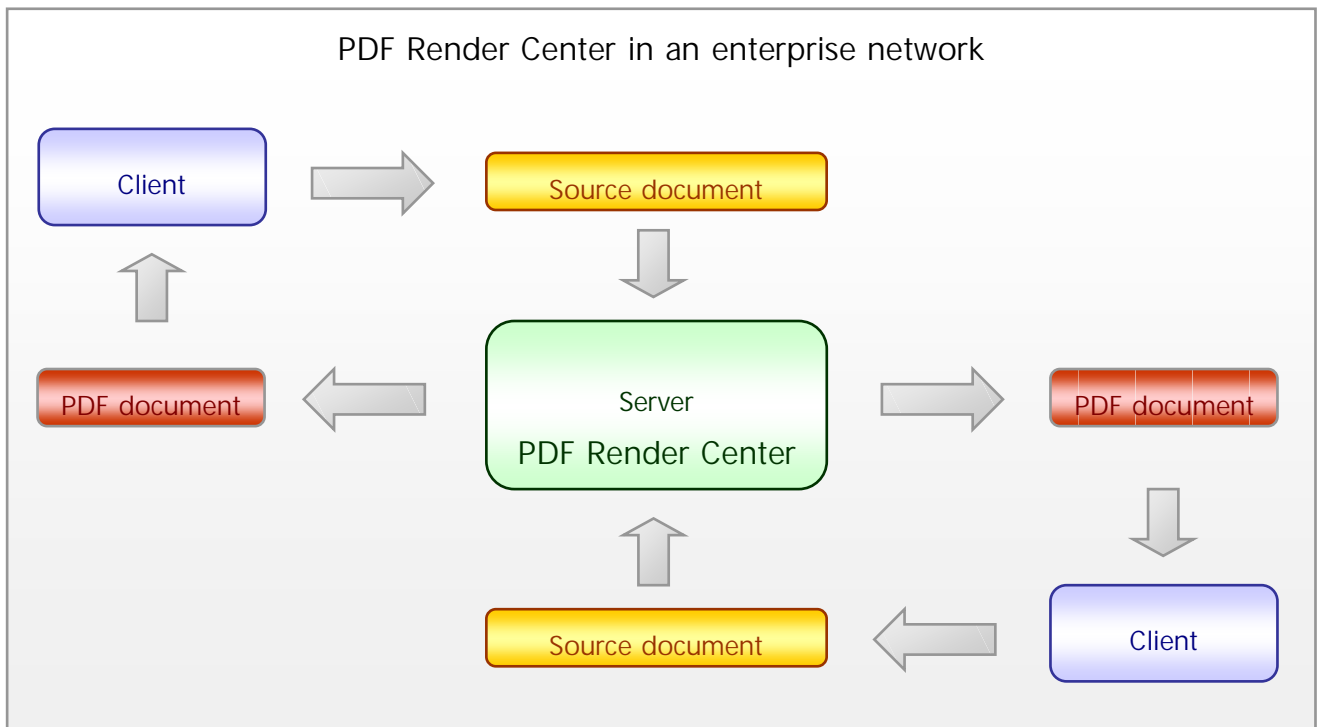 PDF Render Center in an enterprise network
Client
Source document
PDF document
Server
PDF Render Center
PDF document
Source document
Client